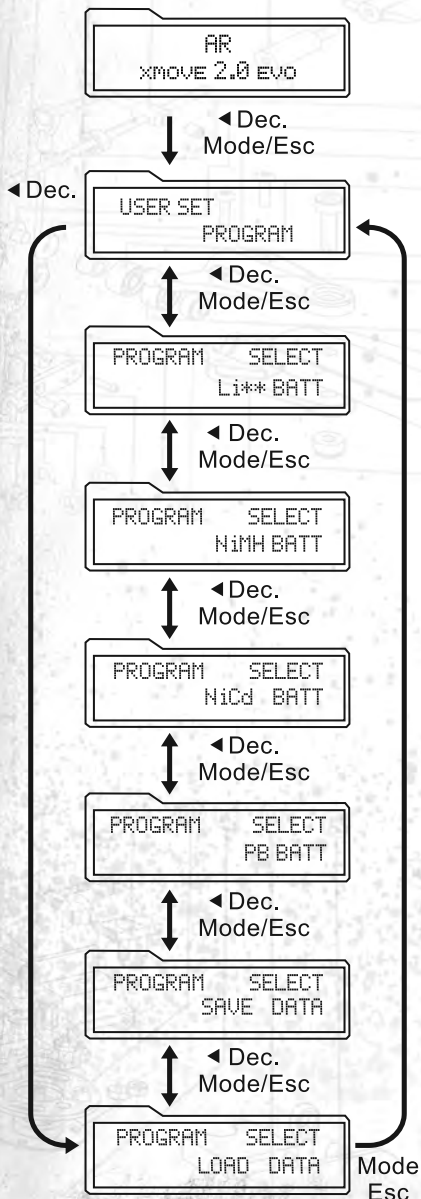 AR
xmove 2.0 evo
◄ Dec.
Mode/Esc
◄ Dec.
USER SET
PROGRAM
◄ Dec.
Mode/Esc
PROGRAM SELECT
Li** BATT
◄ Dec.
Mode/Esc
PROGRAM SELECT
NiMH BATT
◄ Dec.
Mode/Esc
PROGRAM SELECT
NiCd BATT
◄ Dec.
Mode/Esc
PROGRAM SELECT
PB BATT
◄ Dec.
Mode/Esc
PROGRAM SELECT
SAVE DATA
◄ Dec.
Mode/Esc
PROGRAM SELECT
LOAD DATA
Mode
Esc